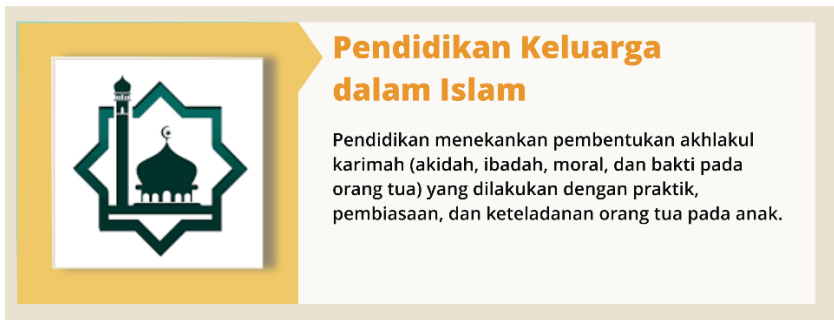 Pendidikan Keluarga
dalam Islam
Pendidikan menekankan pembentukan akhlakul
karimah (akidah, ibadah, moral, dan bakti pada
orang tua) yang dilakukan dengan praktik,
pembiasaan, dan keteladanan orang tua pada anak.